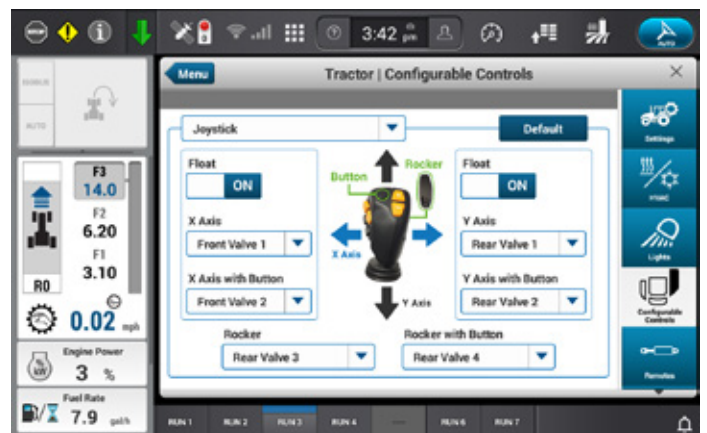 3:42
AUTO
Menu
Tractor | Configurable Controls
AUTO
Joystick
Default
Settings
Float
ON
Button
Rocker
Float
ON
HVAC
F3
14.0
F2
6.20
F1
3.10
R0
X Axis
Front Valve 1
X Axis
Y Axis
Rear Valve 1
Lights
X Axis with Button
Front Valve 2
Y Axis
Y Axis with Button
Rear Valve 2
Configurable
Controls
0.02 mph
Rocker
Rear Valve 3
Rocker with Button
Rear Valve 4
Remotes
Engine Power
kW
3 %
Fuel Rate
7.9 gal/h
RUN 1
RUN 2
RUN 3
RUN 4
RUN 6
RUN 7